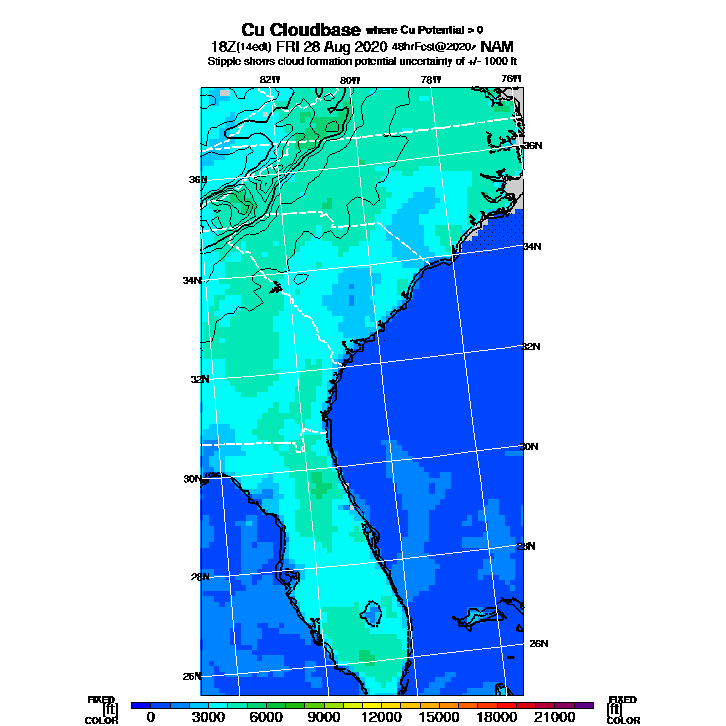 Cu Cloudbase where Cu Potential > 0
18Z(14edt) FRI 28 Aug 2020 48hrFcst@2020z NAM
Stipple shows cloud formation potential uncertainty of +/- 1000 ft
82W 80W 78W 76W
36N
36N
34N
34N
32N
32N
30N
30N
28N
28N
26N
26N
FIXED FIXED
[ft] [ft]
COLOR COLOR
0 3000 6000 9000 12000 15000 18000 21000